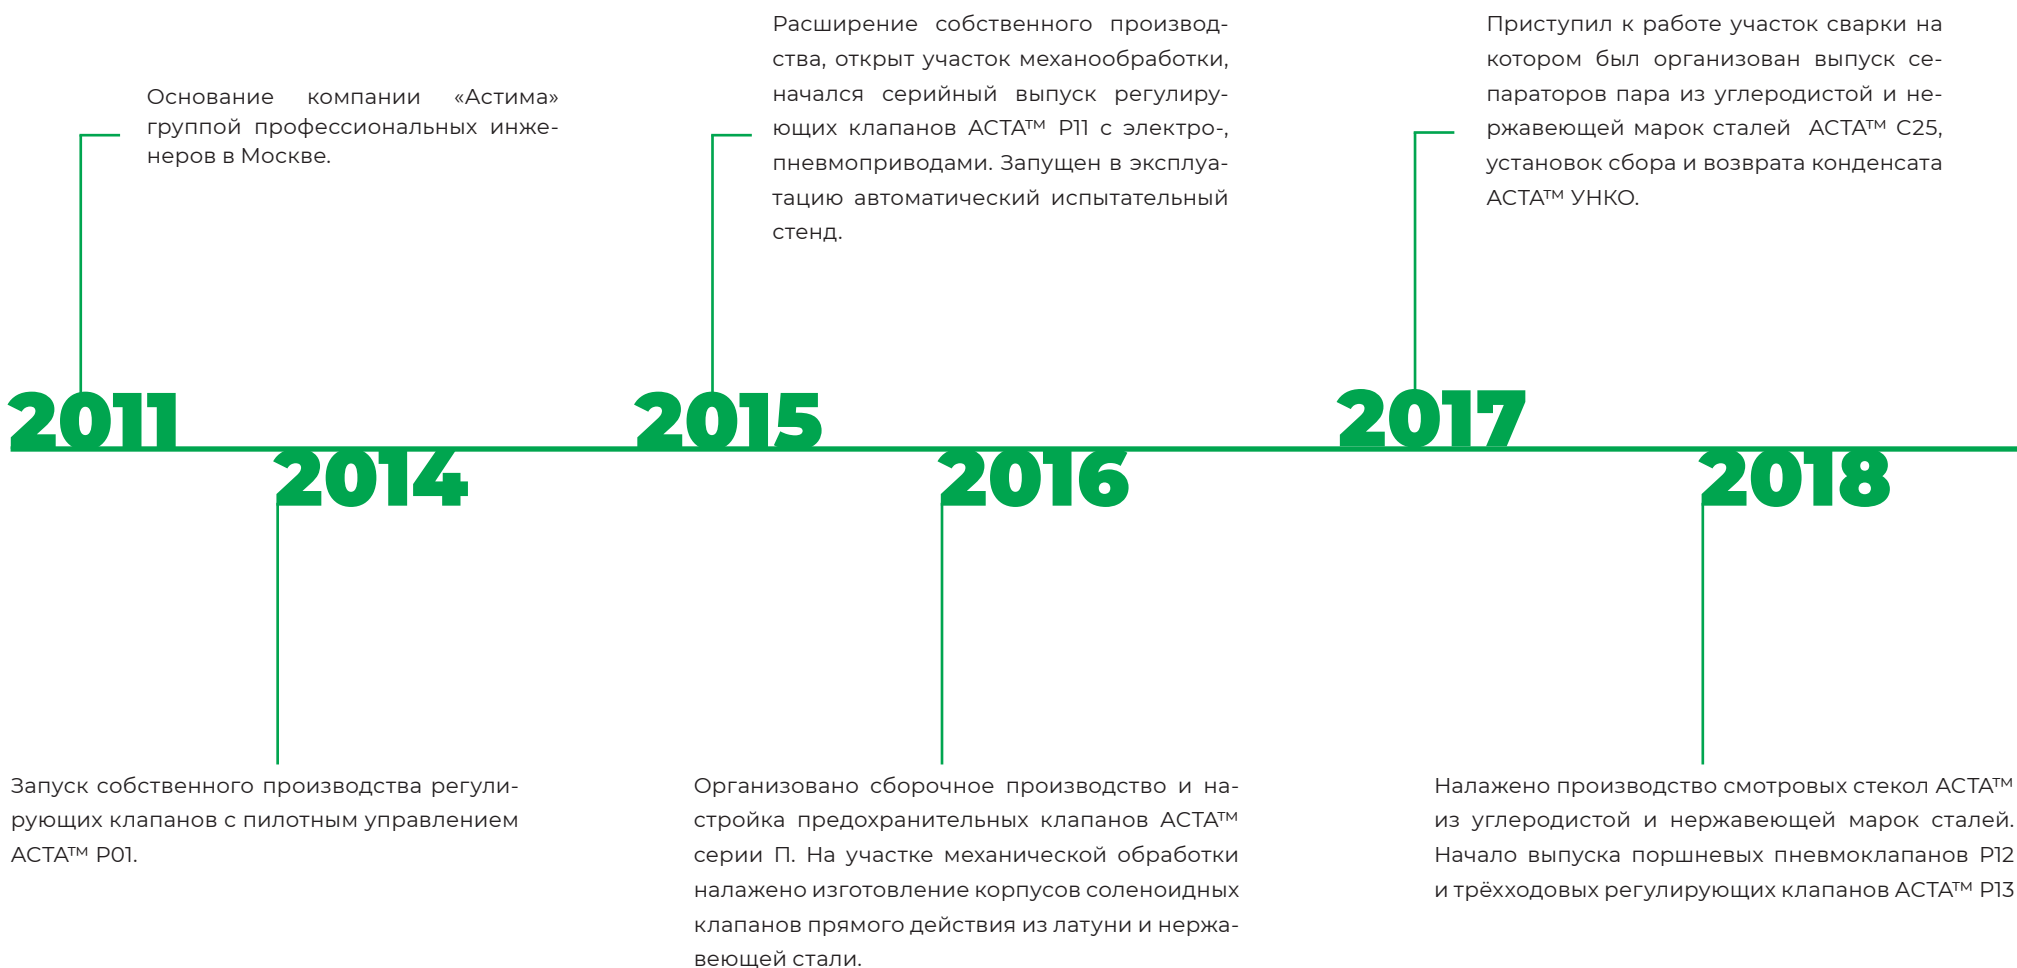 Основание компании «Астима»
группой профессиональных инже-
неров в Москве.
2011
Запуск собственного производства регули-
рующих клапанов с пилотным управлением
АСТА™ Р01.
2014
Расширение собственного производ-
ства, открыт участок механообработки,
начался серийный выпуск регулиру-
ющих клапанов АСТА™ Р11 с электро-,
пневмоприводами. Запущен в эксплуа-
тацию автоматический испытательный
стенд.
2015
2016
Организовано сборочное производство и на-
стройка предохранительных клапанов АСТА™
серии П. На участке механической обработки
налажено изготовление корпусов соленоидных
клапанов прямого действия из латуни и нержа-
веющей стали.
Приступил к работе участок сварки на
котором был организован выпуск се-
параторов пара из углеродистой и не-
ржавеющей марок сталей АСТА™ С25,
установок сбора и возврата конденсата
АСТА™ УНКО.
2017
2018
Налажено производство смотровых стекол АСТА™
из углеродистой и нержавеющей марок сталей.
Начало выпуска поршневых пневмоклапанов Р12
и трёхходовых регулирующих клапанов АСТА™ Р13